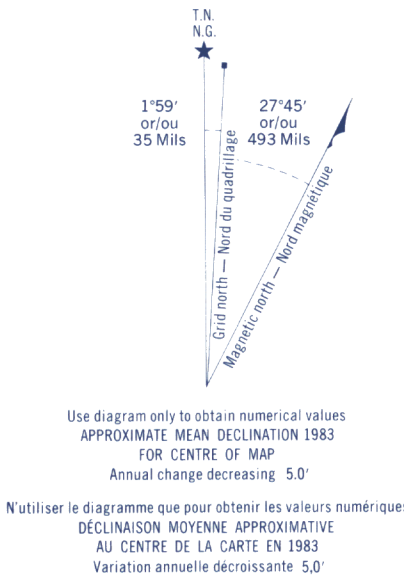 T.N.
N.G.
1°59′
or/ou
35 Mils
27°45′
or/ou
493 Mils
Grid north — Nord du quadrillage
Magnetic north — Nord magnétique
Use diagram only to obtain numerical values
APPROXIMATE MEAN DECLINATION 1983
FOR CENTRE OF MAP
Annual change decreasing 5.0′
N'utiliser le diagramme que pour obtenir les valeurs numériques
DÉCLINAISON MOYENNE APPROXIMATIVE
AU CENTRE DE LA CARTE EN 1983
Variation annuelle décroissante 5,0′